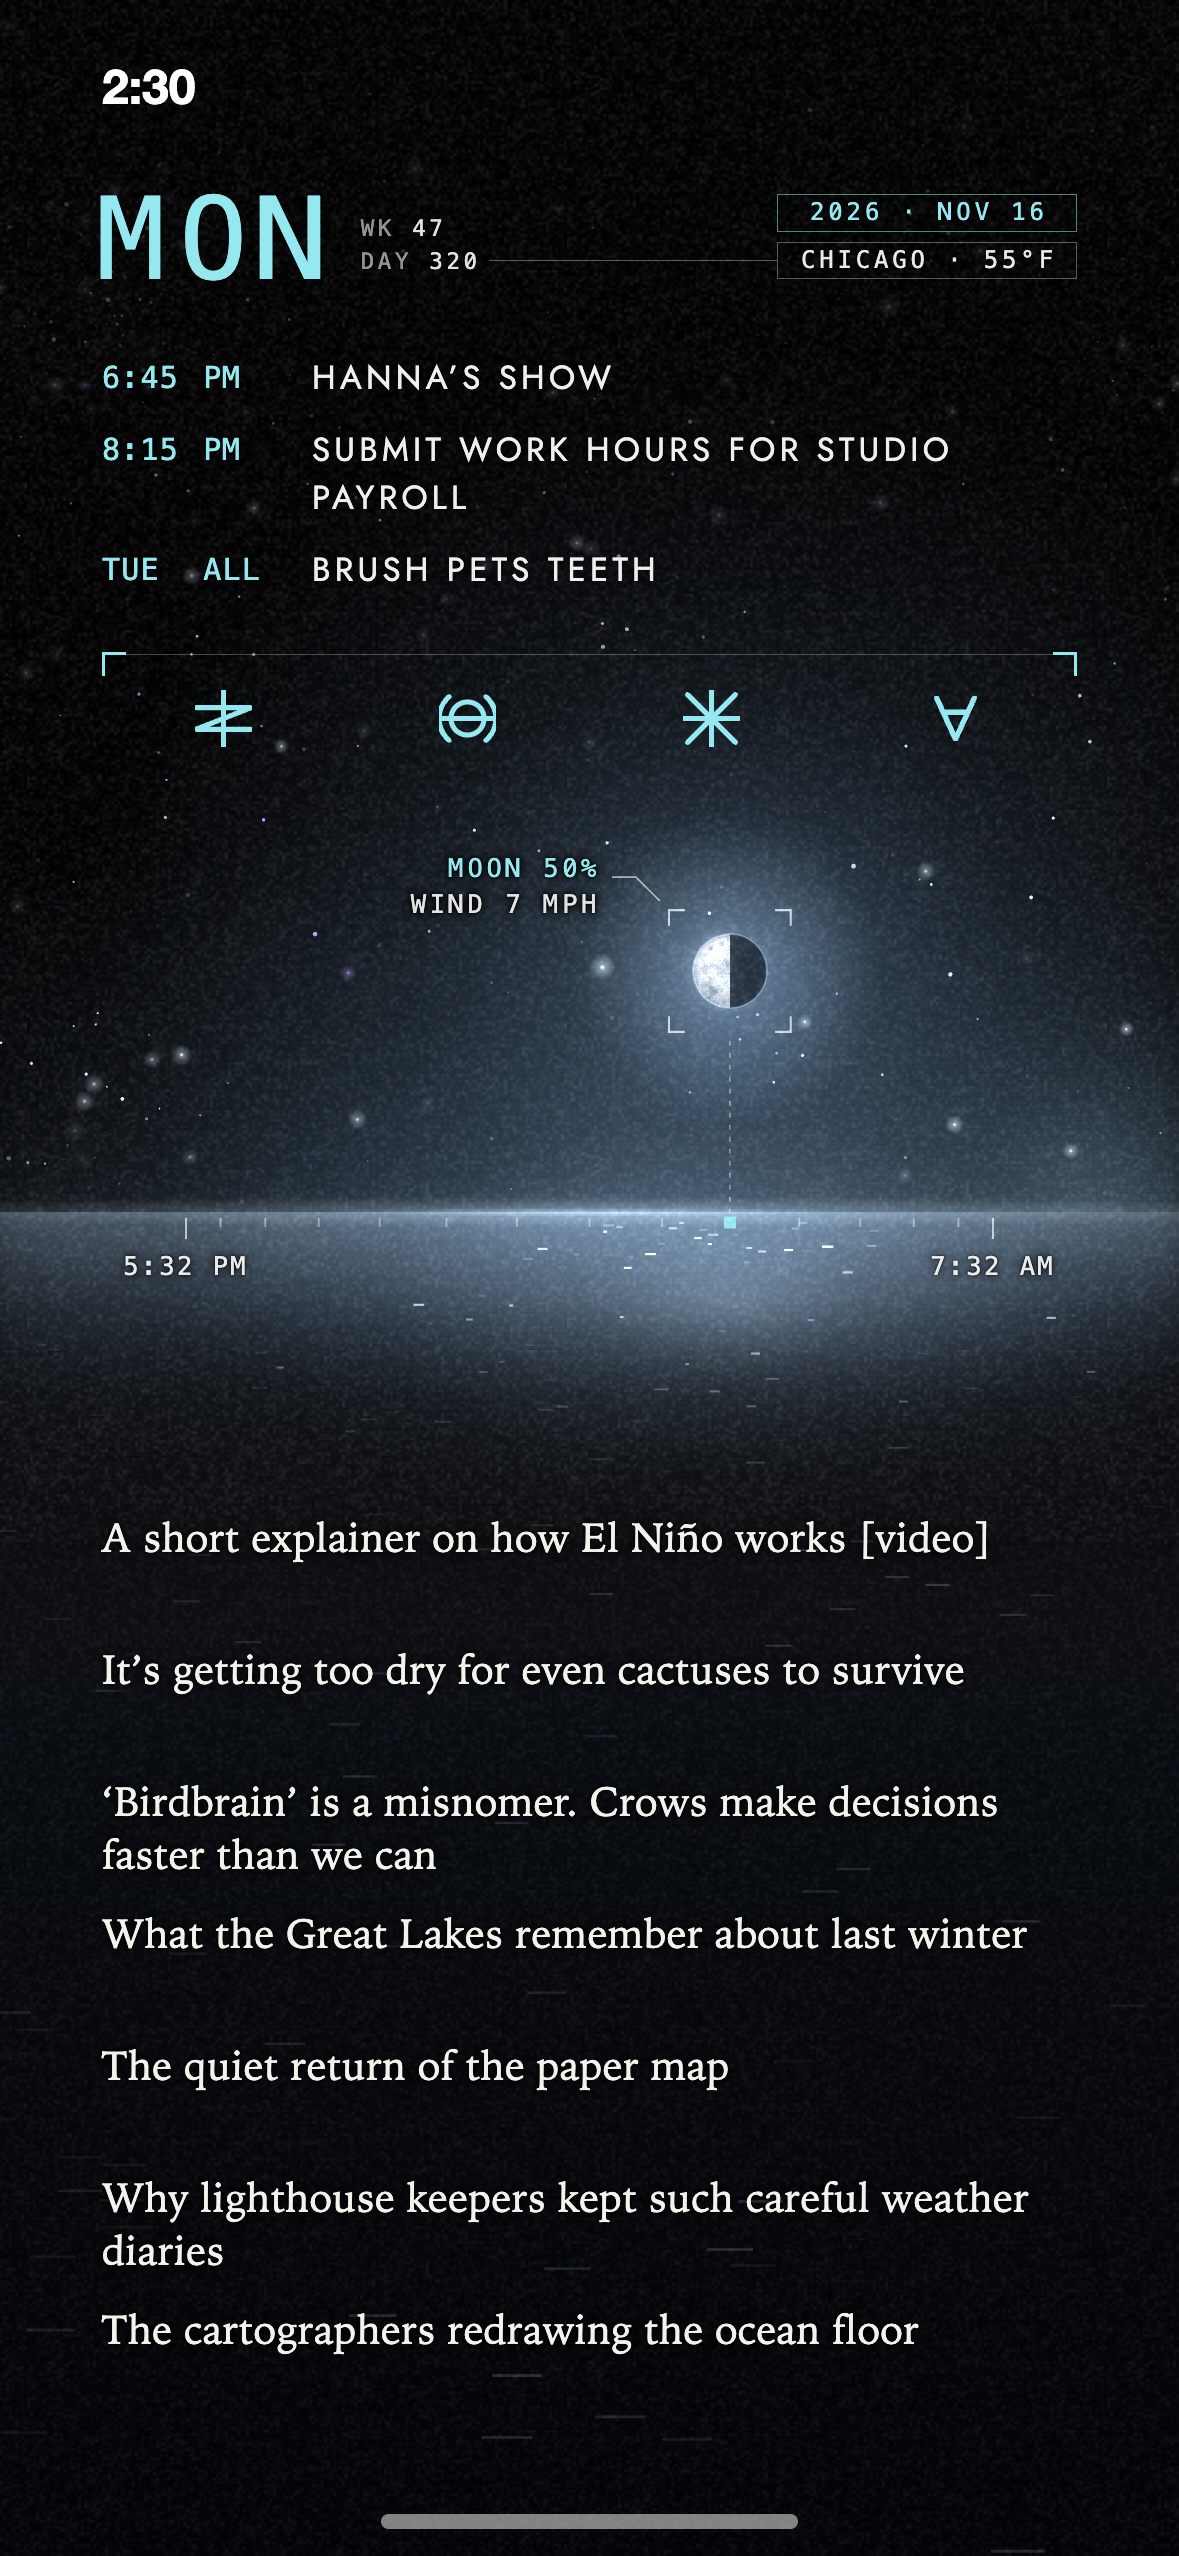 2:30
MON
WK 47
DAY 320
2026 · NOV 16
CHICAGO · 55°F
6:45 PM HANNA’S SHOW
8:15 PM SUBMIT WORK HOURS FOR STUDIO
PAYROLL
TUE ALL BRUSH PETS TEETH
MOON 50%
WIND 7 MPH
5:32 PM
7:32 AM
A short explainer on how El Niño works [video]
It’s getting too dry for even cactuses to survive
‘Birdbrain’ is a misnomer. Crows make decisions
faster than we can
What the Great Lakes remember about last winter
The quiet return of the paper map
Why lighthouse keepers kept such careful weather
diaries
The cartographers redrawing the ocean floor